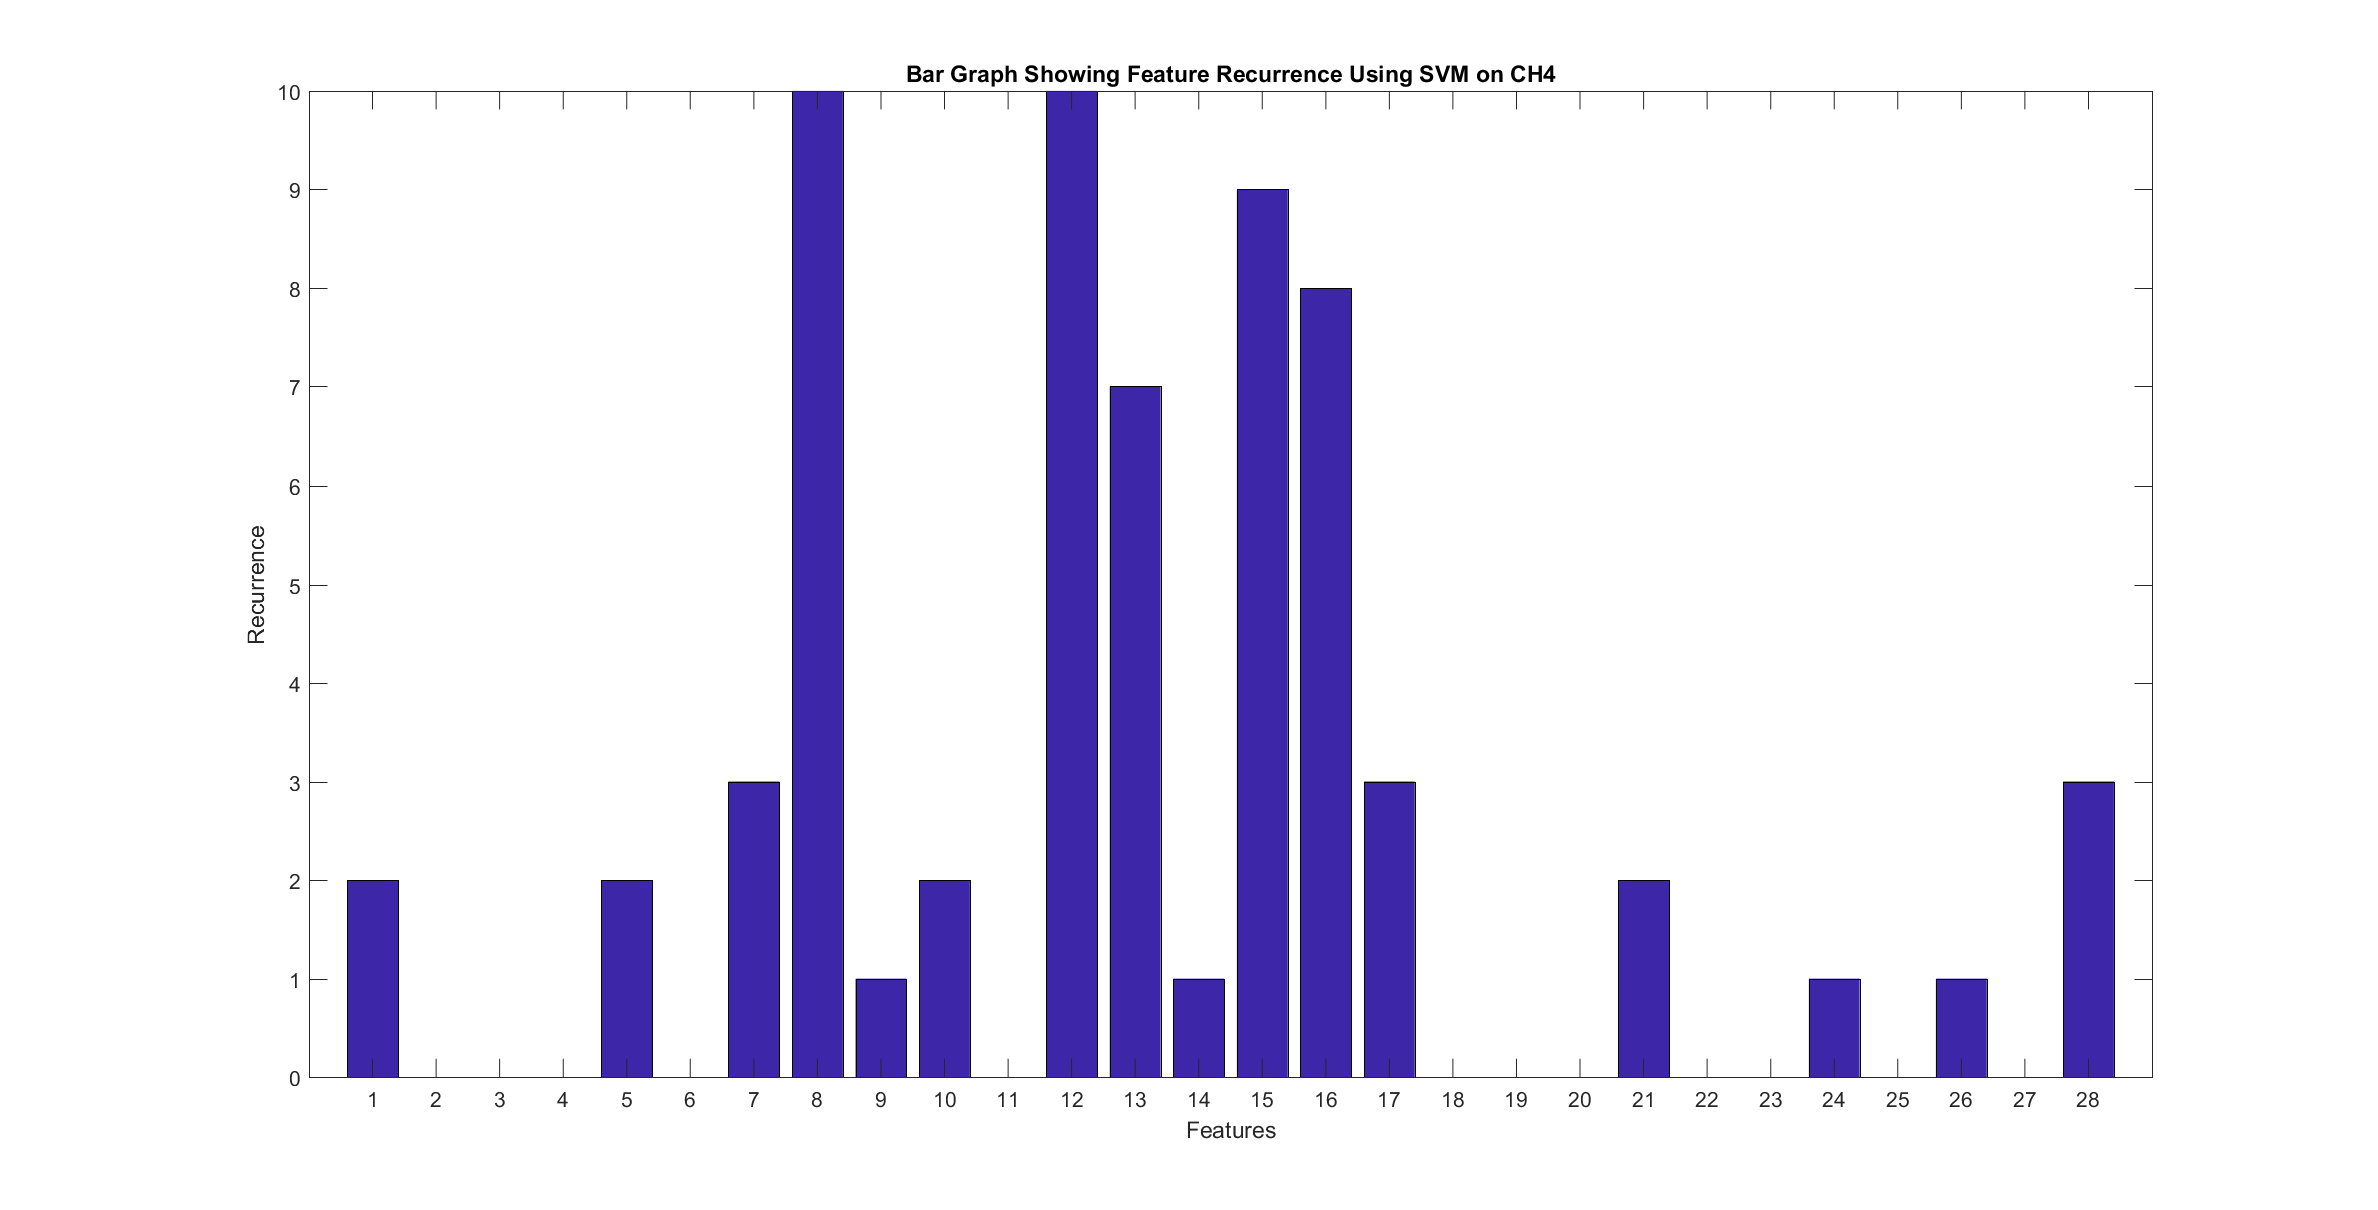 Bar Graph Showing Feature Recurrence Using SVM on CH4
10
9
8
7
6
5
4
3
2
1
0
Recurrence
1 2 3 4 5 6 7 8 9 10 11 12 13 14 15 16 17 18 19 20 21 22 23 24 25 26 27 28
Features